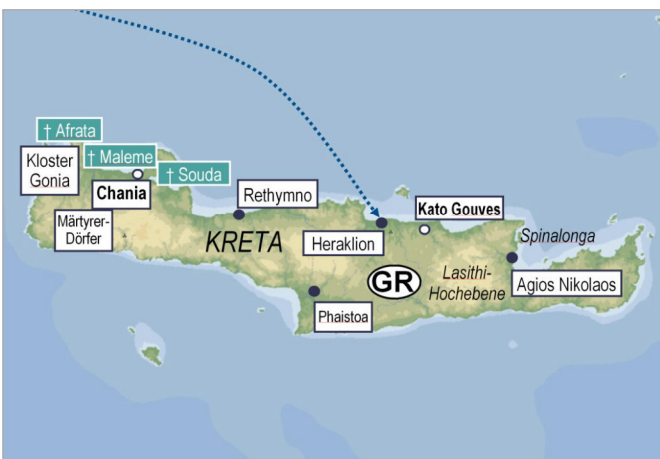 † Afrata
Kloster
Gonia
† Maleme
† Souda
Chania
Märtyrer-
Dörfer
Rethymno
KRETA
Heraklion
Kato Gouves
GR
Phaistoa
Lasithi-
Hochebene
Spinalonga
Agios Nikolaos